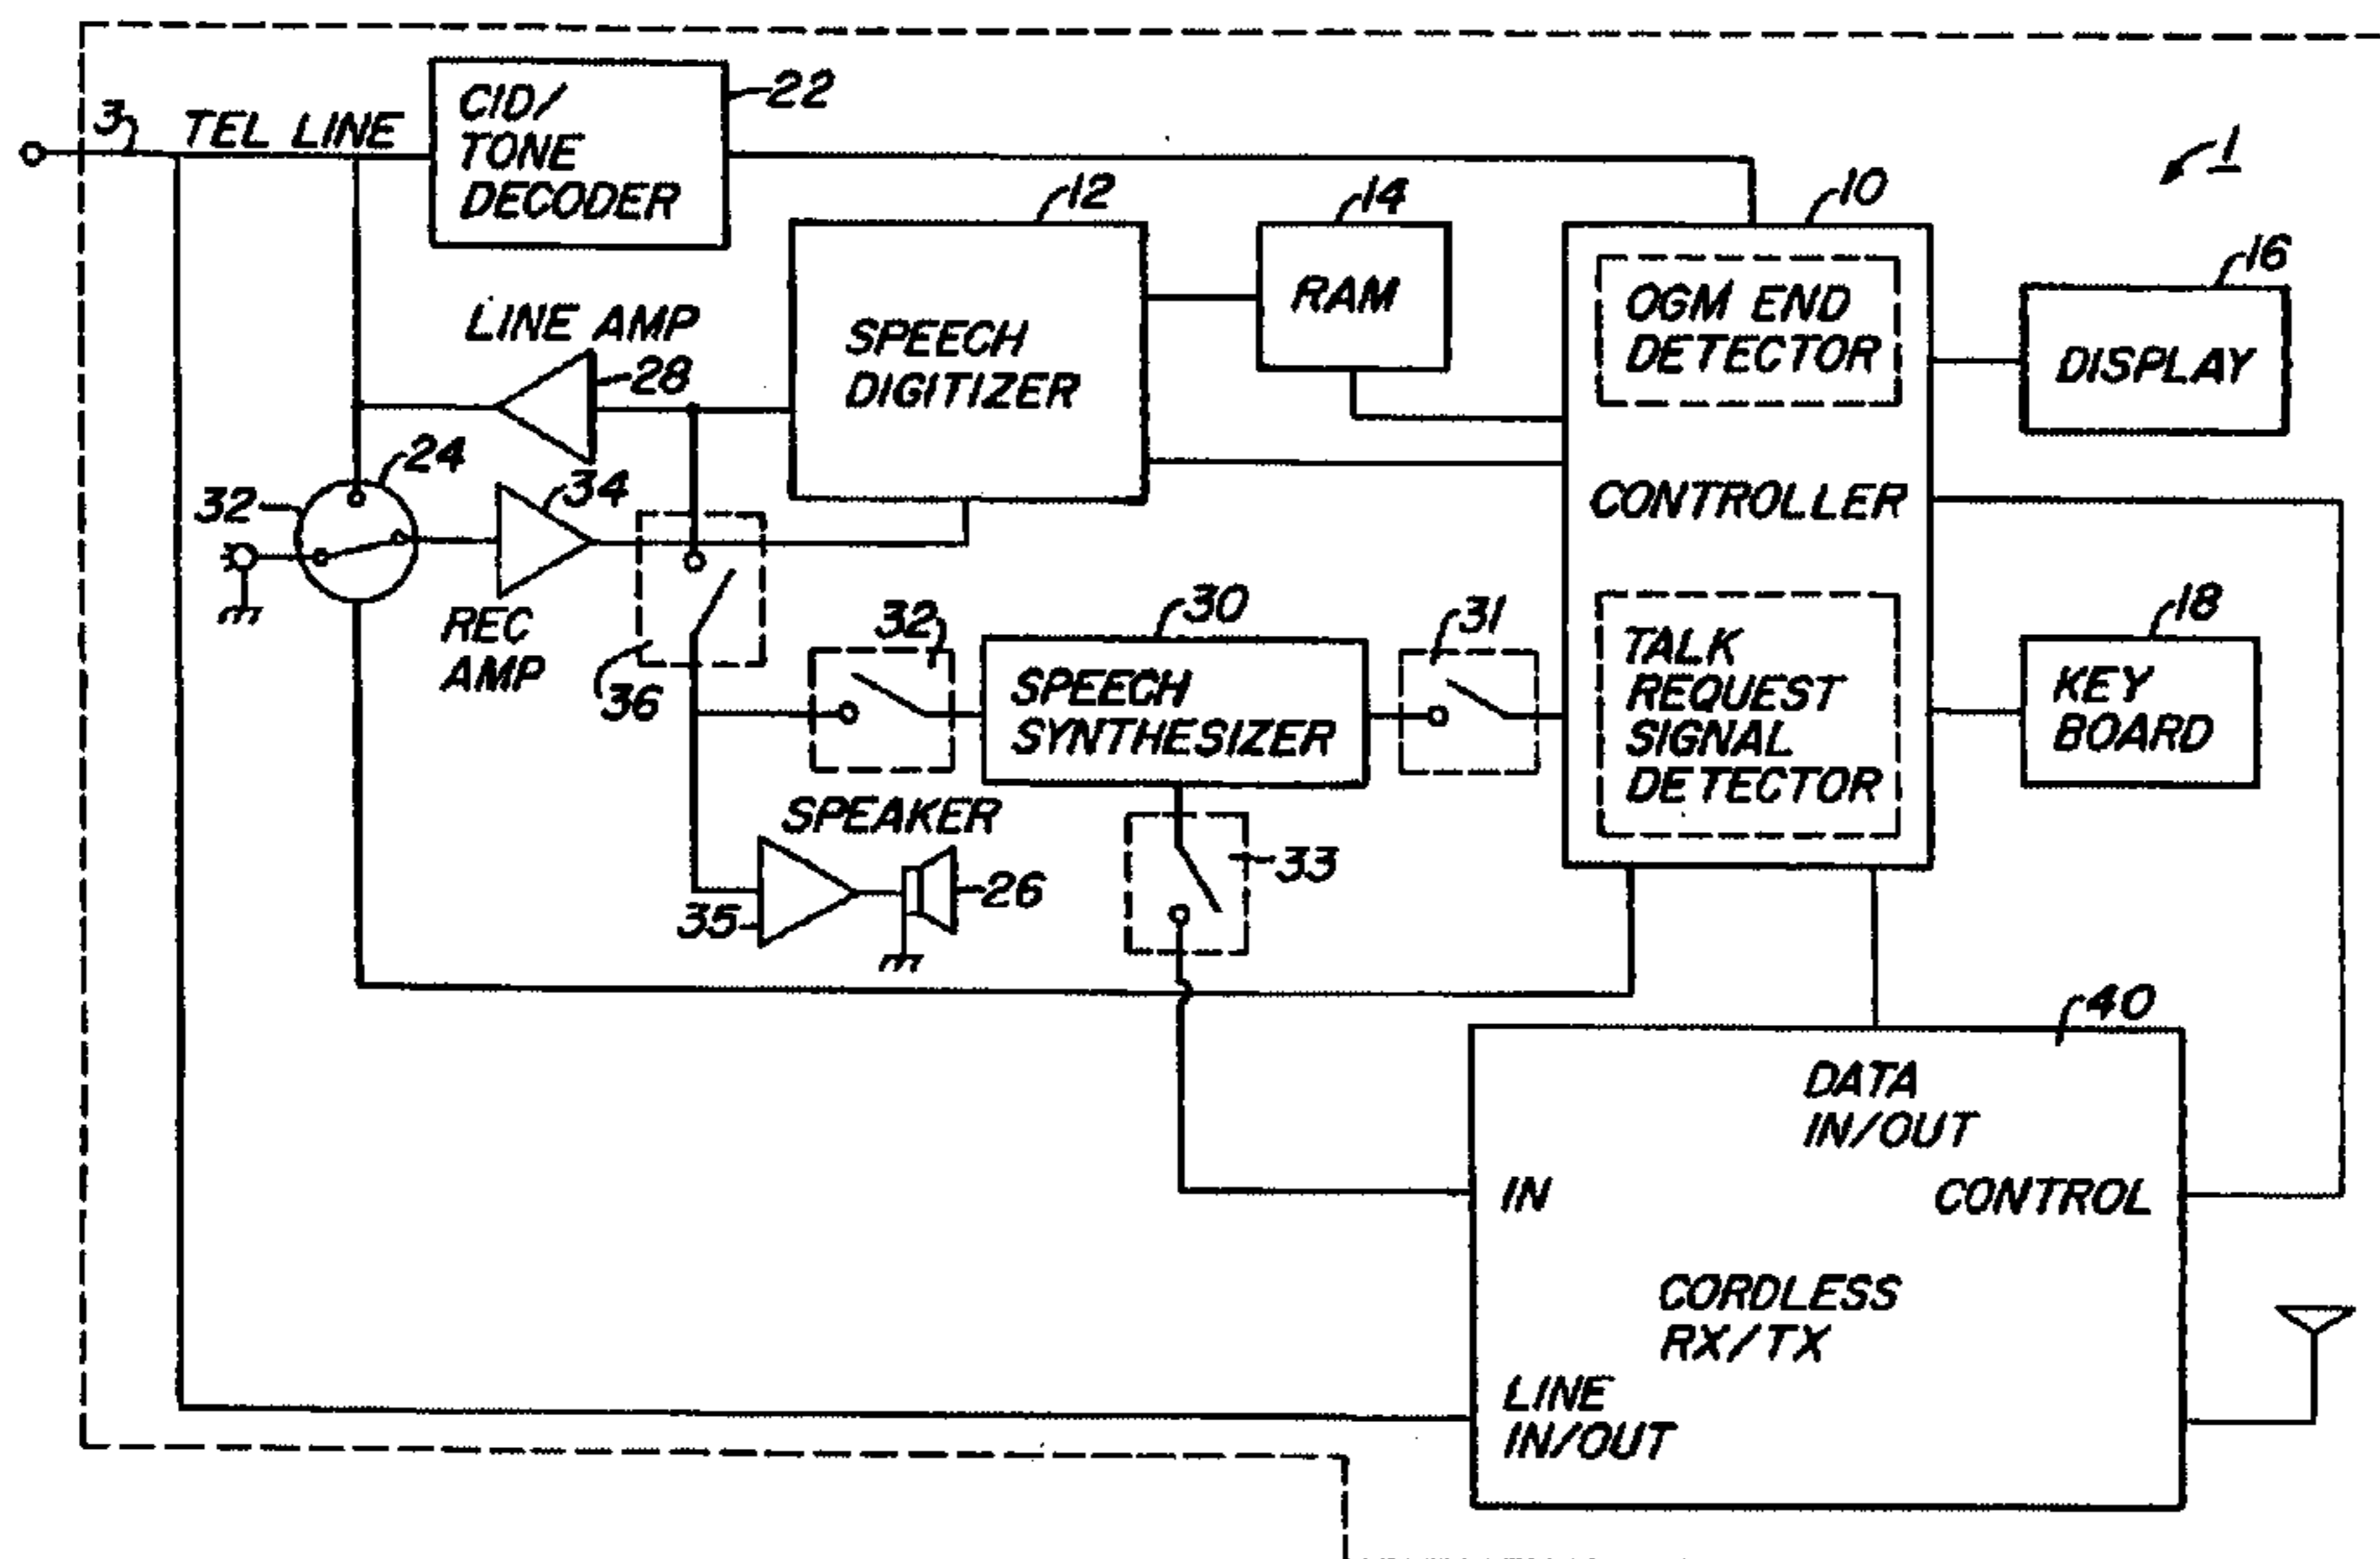 3
TEL LINE
CID/
TONE
DECODER
22
12
14
10
1
16
LINE AMP
28
SPEECH
DIGITIZER
RAM
OGM END
DETECTOR
DISPLAY
24
32
34
REC
AMP
36
CONTROLLER
32
30
31
SPEECH
SYNTHESIZER
TALK
REQUEST
SIGNAL
DETECTOR
18
KEY
BOARD
SPEAKER
35
26
33
40
DATA
IN/OUT
IN
CONTROL
CORDLESS
RX/TX
LINE
IN/OUT